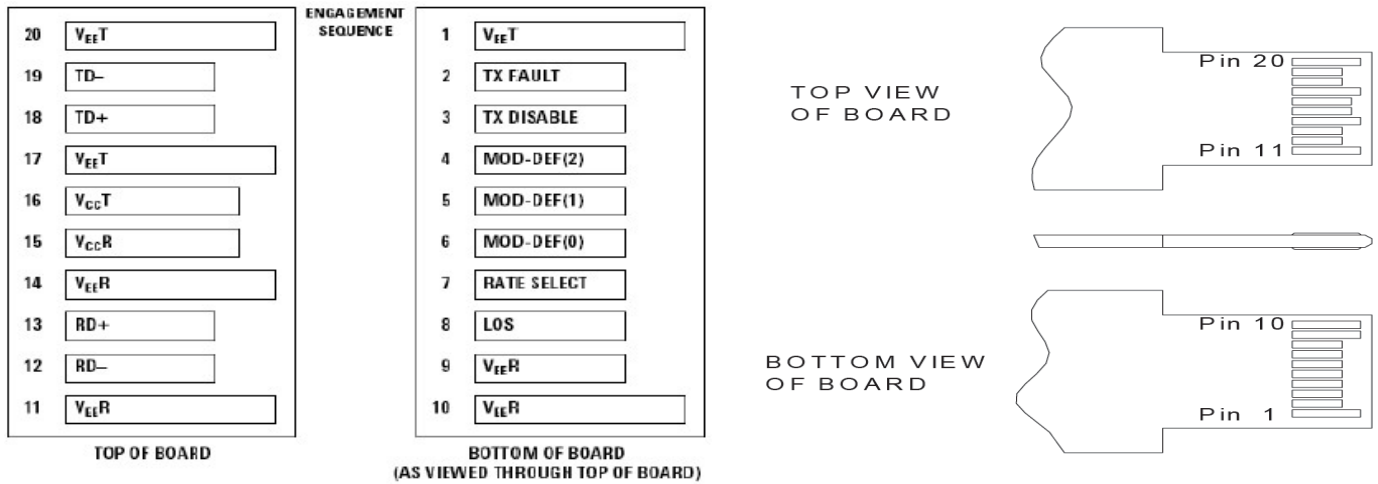 ENGAGEMENT
SEQUENCE
20 VEET
19 TD–
18 TD+
17 VEET
16 VCCT
15 VCCR
14 VEER
13 RD+
12 RD–
11 VEER
TOP OF BOARD
1 VEET
2 TX FAULT
3 TX DISABLE
4 MOD-DEF(2)
5 MOD-DEF(1)
6 MOD-DEF(0)
7 RATE SELECT
8 LOS
9 VEER
10 VEER
BOTTOM OF BOARD
(AS VIEWED THROUGH TOP OF BOARD)
TOP VIEW
OF BOARD
Pin 20
Pin 11
BOTTOM VIEW
OF BOARD
Pin 10
Pin 1